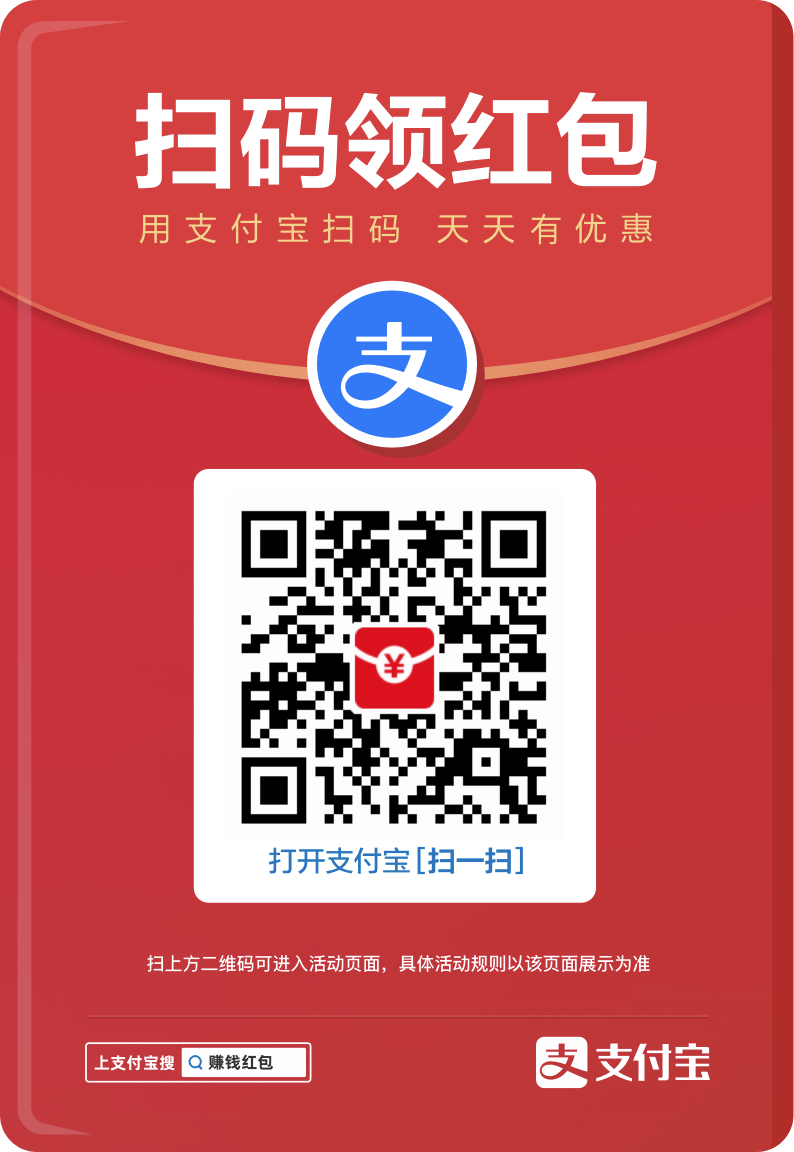 扫码领红包
用支付宝扫码 天天有优惠
支
¥
打开支付宝[扫一扫]
扫上方二维码可进入活动页面，具体活动规则以该页面展示为准
上支付宝搜 赚钱红包
支 支付宝